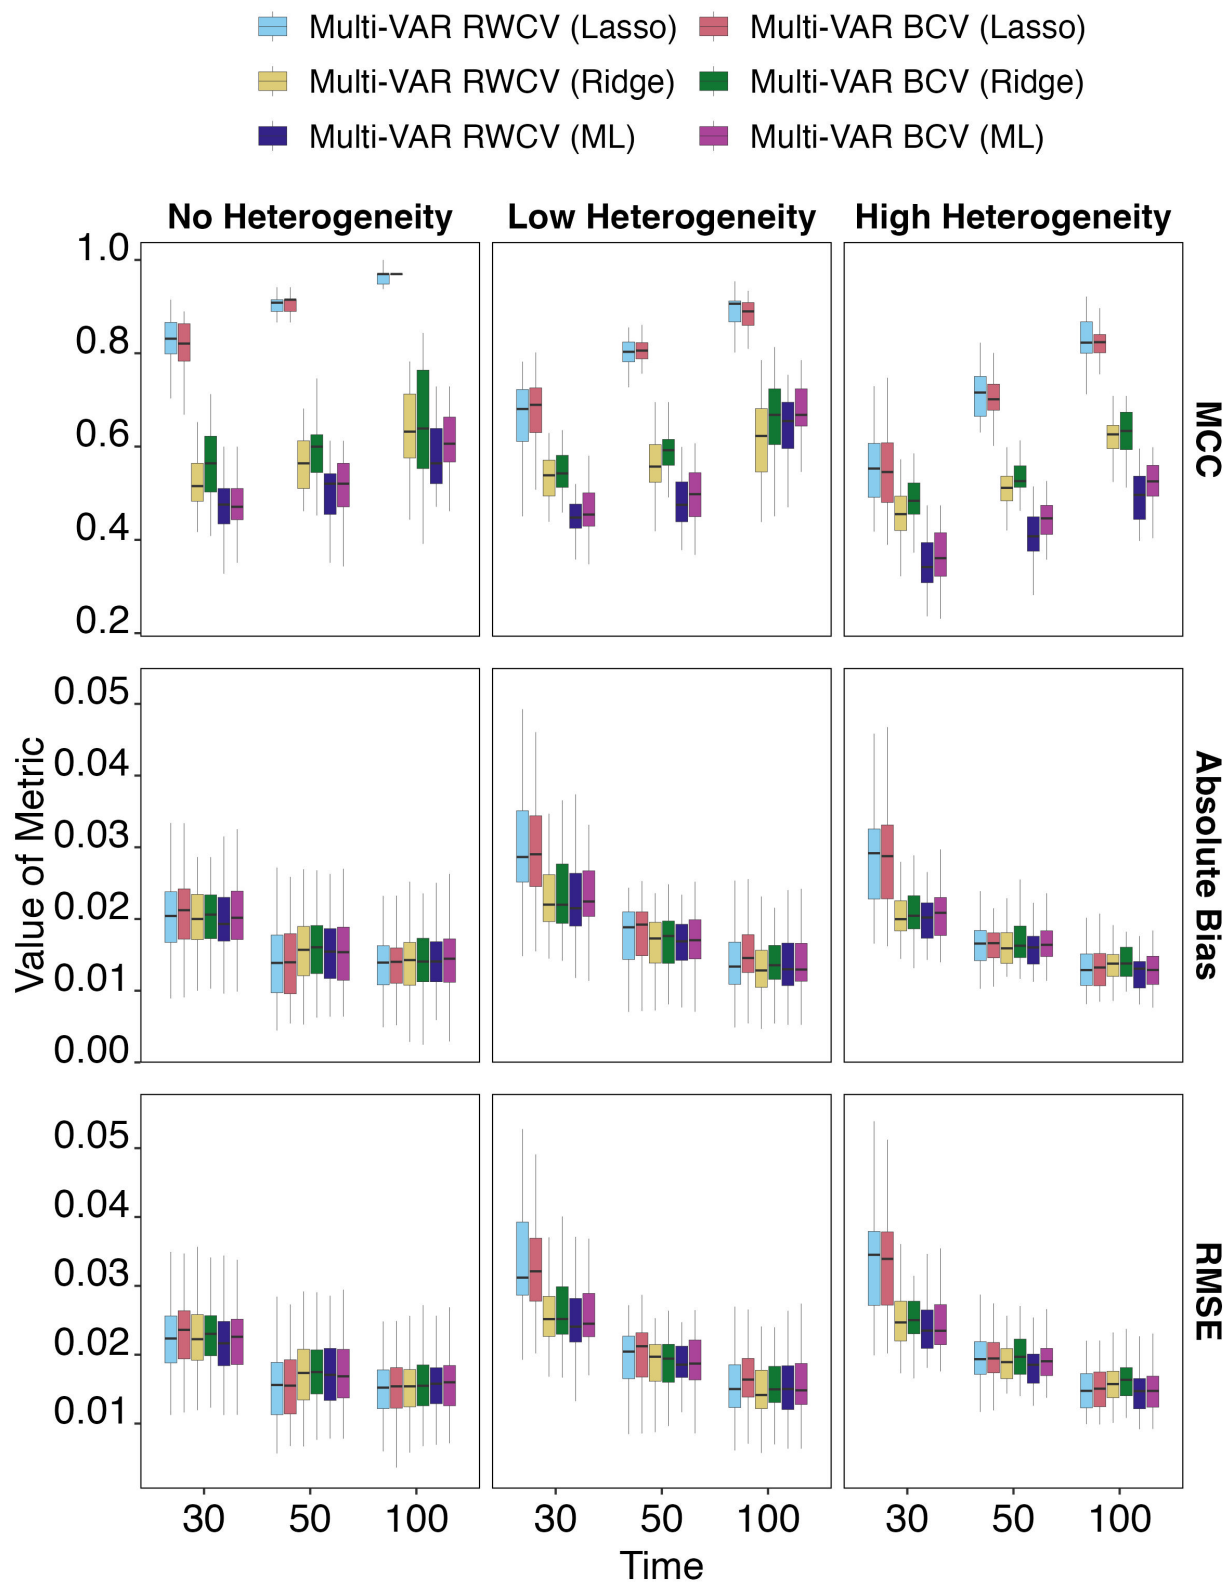 Multi-VAR RWCV (Lasso) Multi-VAR BCV (Lasso)
Multi-VAR RWCV (Ridge) Multi-VAR BCV (Ridge)
Multi-VAR RWCV (ML) Multi-VAR BCV (ML)
No Heterogeneity Low Heterogeneity High Heterogeneity
1.0
0.8
0.6
0.4
0.2
MCC
0.05
0.04
0.03
0.02
0.01
0.00
Absolute Bias
Value of Metric
0.05
0.04
0.03
0.02
0.01
RMSE
30 50 100 30 50 100 30 50 100
Time